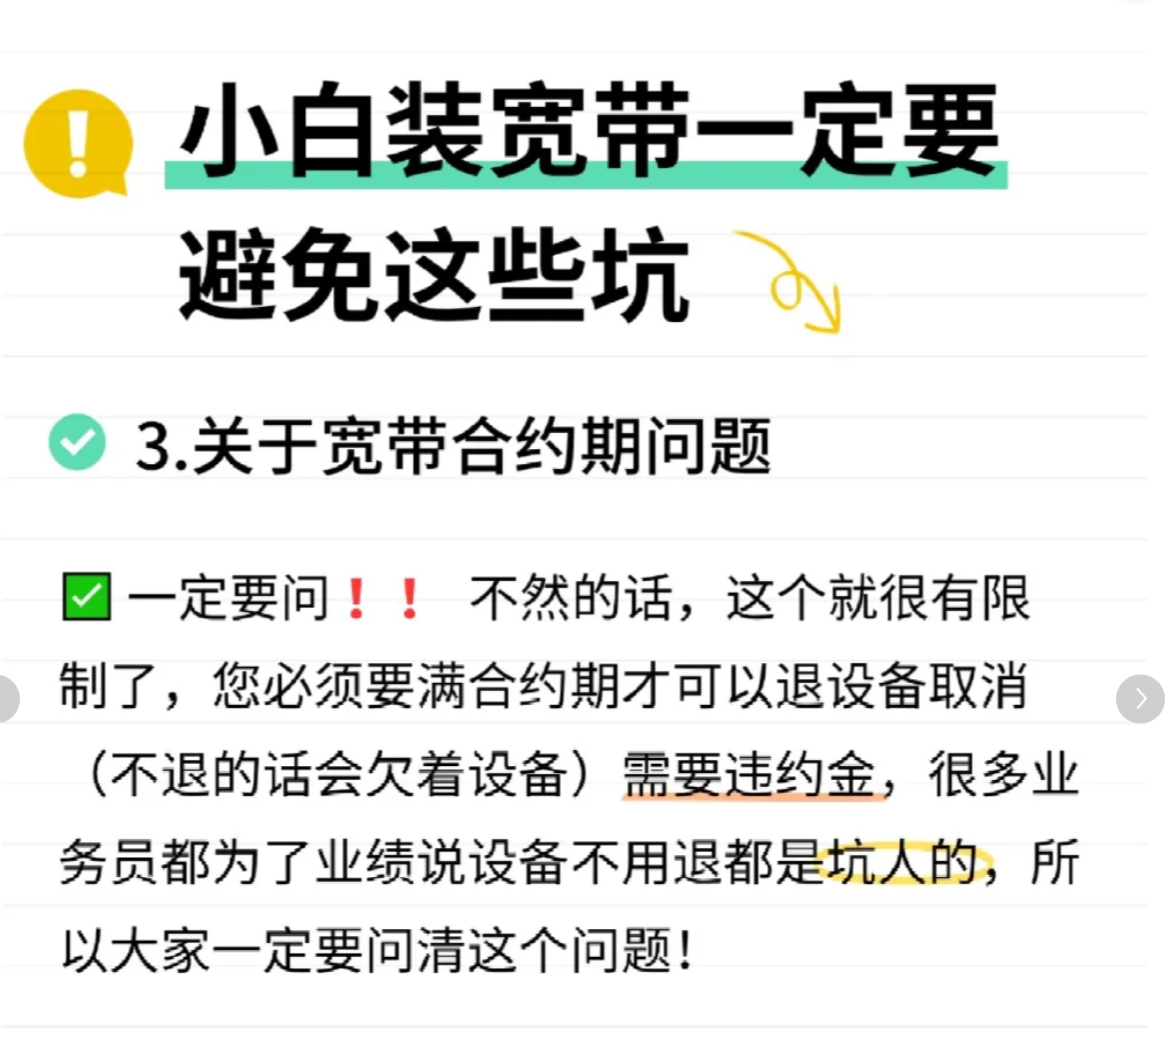 小白装宽带一定要
避免这些坑
3.关于宽带合约期问题
✅一定要问❗❗ 不然的话，这个就很有限
制了，您必须要满合约期才可以退设备取消
（不退的话会欠着设备）需要违约金，很多业
务员都为了业绩说设备不用退都是坑人的，所
以大家一定要问清这个问题！